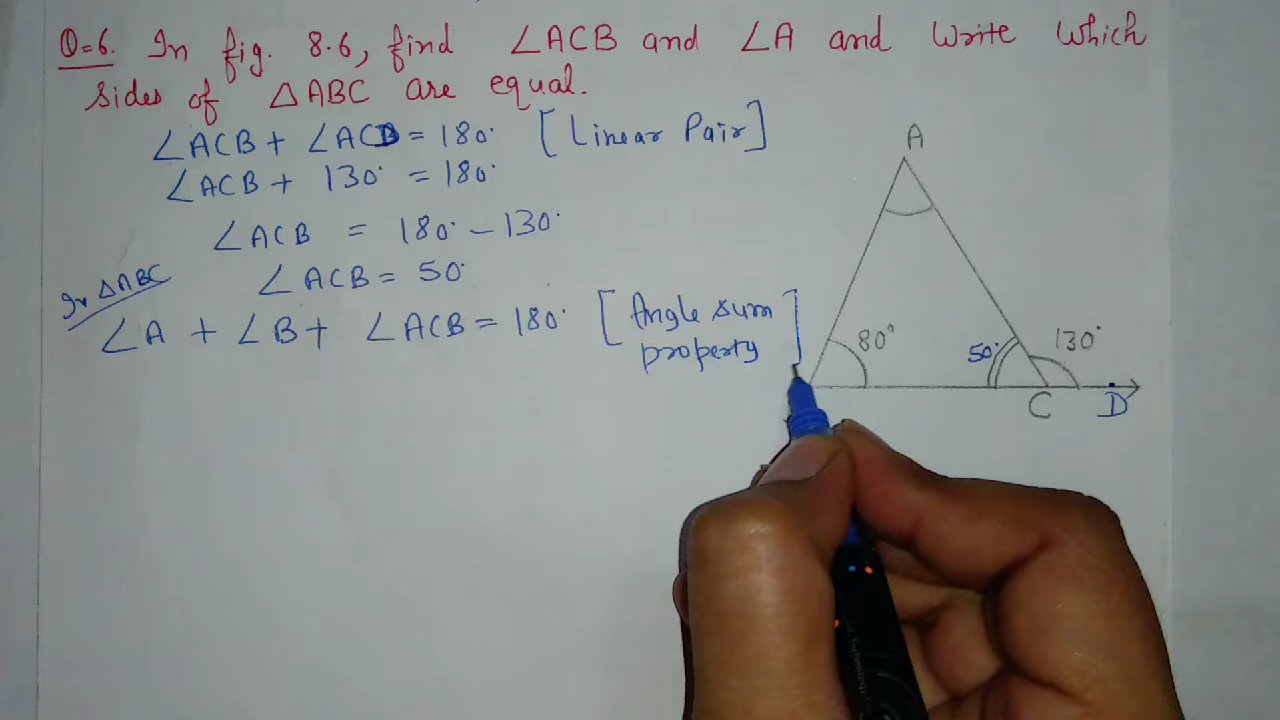 Q=6. In fig. 8.6, find ∠ACB and ∠A and Write Which
sides of △ABC are equal.
∠ACB + ∠ACD = 180° [Linear Pair]
∠ACB + 130° = 180°
∠ACB = 180° - 130°
∠ACB = 50°
In △ABC
∠A + ∠B + ∠ACB = 180° [Angle sum
property]
A
80°
50°
130°
C
D